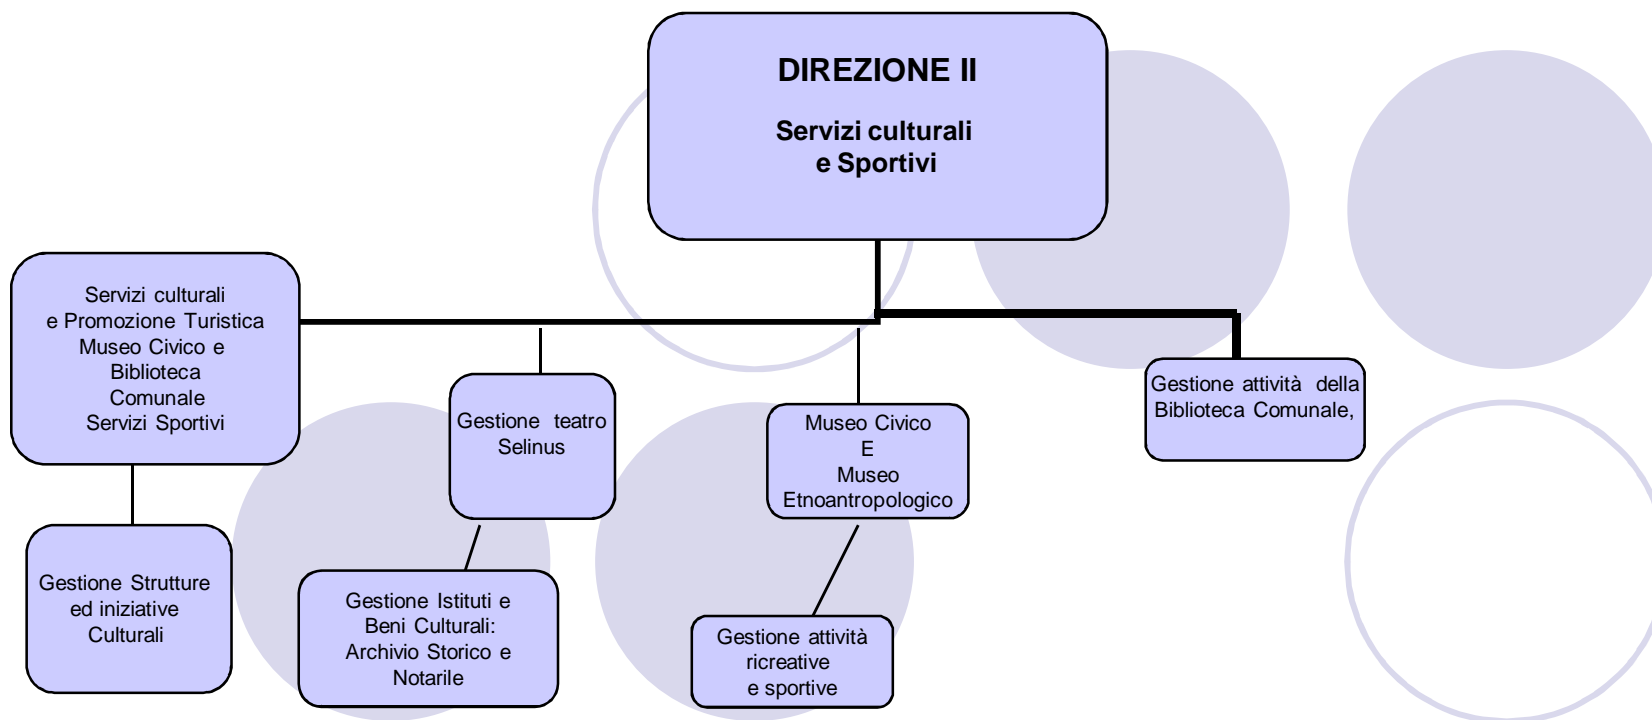 DIREZIONE II
Servizi culturali
e Sportivi
Servizi culturali
e Promozione Turistica
Museo Civico e
Biblioteca
Comunale
Servizi Sportivi
Gestione teatro
Selinus
Museo Civico
E
Museo
Etnoantropologico
Gestione attività della
Biblioteca Comunale,
Gestione Strutture
ed iniziative
Culturali
Gestione Istituti e
Beni Culturali:
Archivio Storico e
Notarile
Gestione attività
ricreative
e sportive